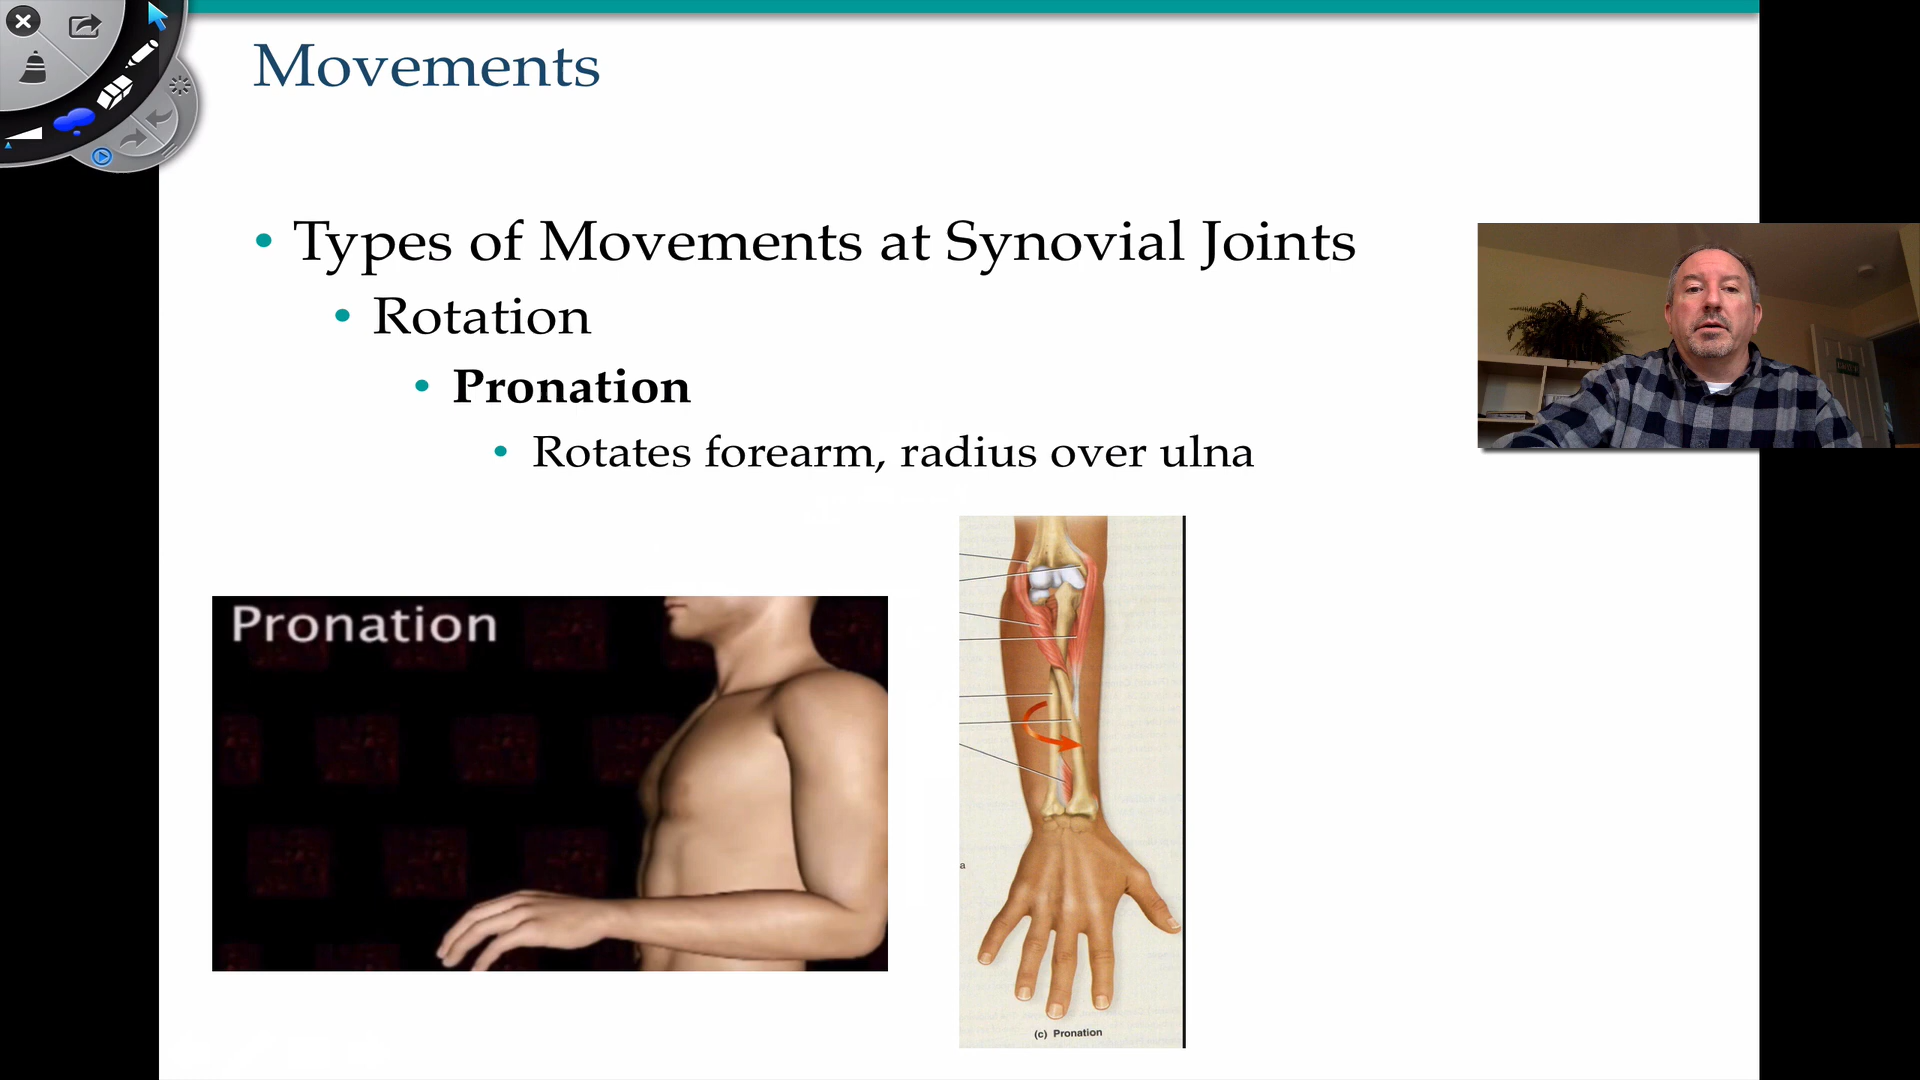 Movements
• Types of Movements at Synovial Joints
• Rotation
• Pronation
• Rotates forearm, radius over ulna
Pronation
a
(c) Pronation